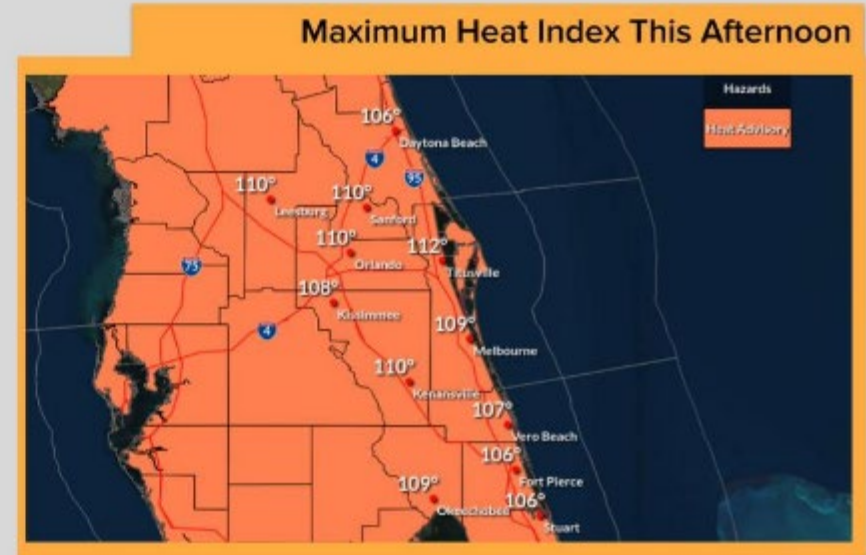 Maximum Heat Index This Afternoon
Hazards
Heat Advisory
106°
Daytona Beach
4
95
110°
Leesburg
110°
Sanford
110°
Orlando
112°
Titusville
75
108°
Kissimmee
4
109°
Melbourne
110°
Kenansville
107°
Vero Beach
106°
Fort Pierce
109°
Okeechobee
106°
Stuart